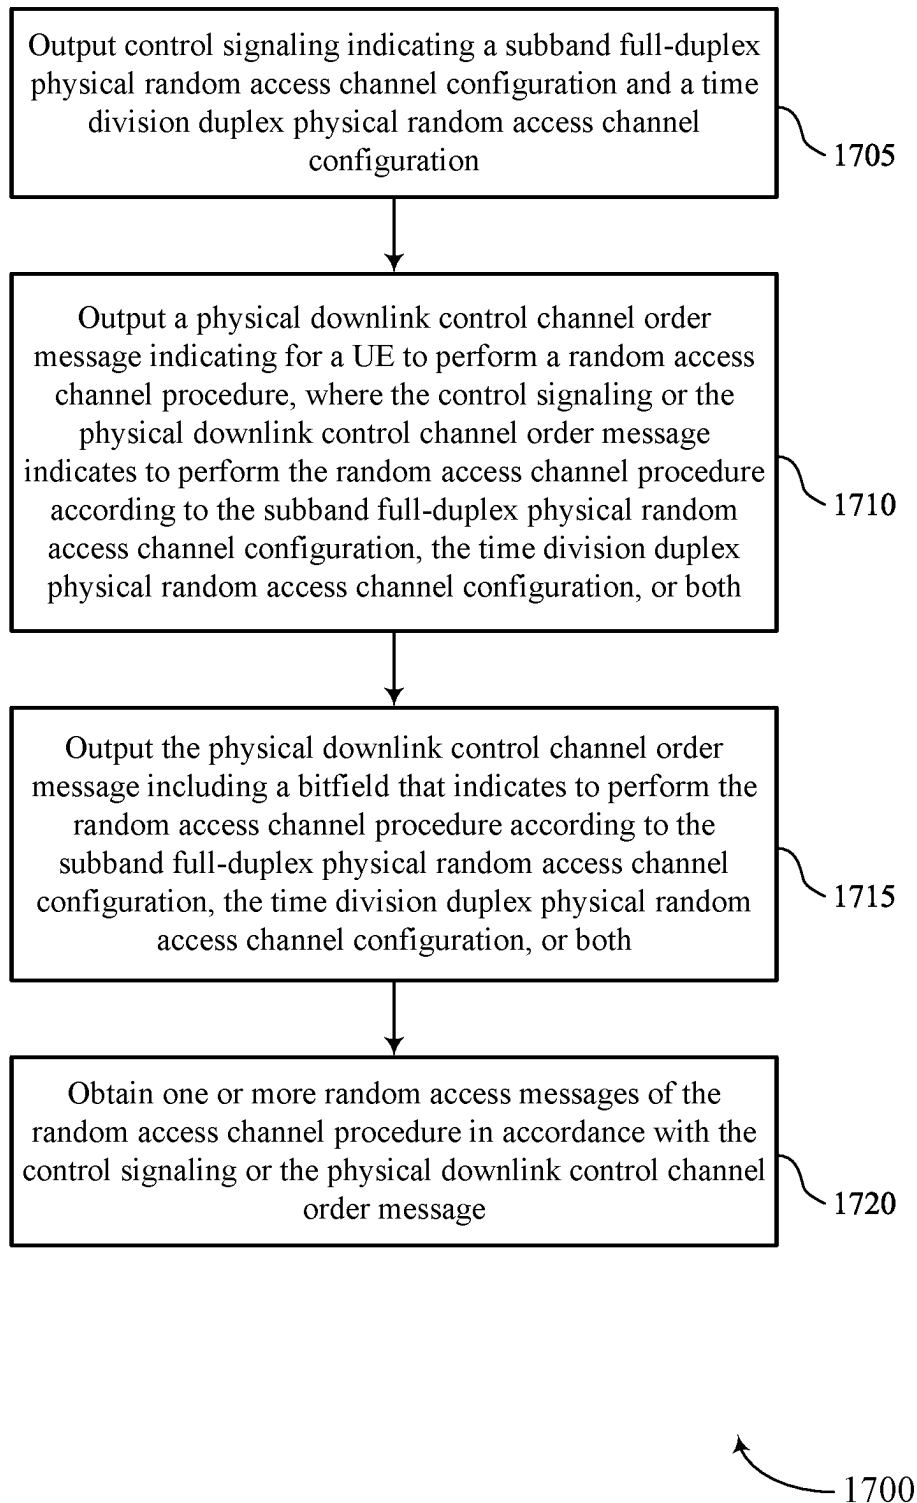 Output control signaling indicating a subband full-duplex
physical random access channel configuration and a time
division duplex physical random access channel
configuration
1705
Output a physical downlink control channel order
message indicating for a UE to perform a random access
channel procedure, where the control signaling or the
physical downlink control channel order message
indicates to perform the random access channel procedure
according to the subband full-duplex physical random
access channel configuration, the time division duplex
physical random access channel configuration, or both
1710
Output the physical downlink control channel order
message including a bitfield that indicates to perform the
random access channel procedure according to the
subband full-duplex physical random access channel
configuration, the time division duplex physical random
access channel configuration, or both
1715
Obtain one or more random access messages of the
random access channel procedure in accordance with the
control signaling or the physical downlink control channel
order message
1720
1700